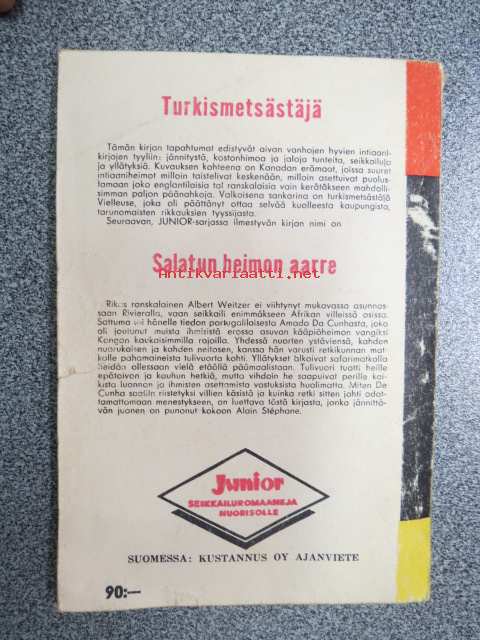 Turkismetsästäjä
Tämän kirjan tapahtumat edistyvät aivan vanhojen hyvien intiaani-
kirjojen tyyliin: jännitystä, kostonhimoa ja jaloja tunteita, seikkailuja
ja yllätyksiä. Kuvauksen kohteena on Kanadan erämaat, joissa suuret
intiaaniheimot milloin taistelivat keskenään, milloin asettuivat puolus-
tamaan joko englantilaisia tai ranskalaisia vain kerätäkseen mahdolli-
simman paljon päänahkoja. Valkoisena sankarina on turkismetsästäjä
Vielleuse, joka oli päättänyt ottaa selvää kuolleesta kaupungista,
tarunomaisten rikkauksien tyyssijasta.
Seuraavan, JUNIOR-sarjassa ilmestyvän kirjan nimi on
Salatun heimon aarre
Antikvariaatti.net
Rikas ranskalainen Albert Weitzer ei viihtynyt mukavassa asunnos-
saan Rivieralla, vaan seikkaili enimmäkseen Afrikan villeissä osissa.
Sattuma vei hänelle tiedon portugalilaisesta Amado Da Cunhasta, joka
oli joutunut muista ihmisistä erossa asuvan kääpiöheimon vangiksi
Kongon kaukaisimmilla rajoilla. Yhdessä nuorten ystäviensä, kahden
nuorukaisen ja kahden neitosen, kanssa hän varusti retkikunnan mat-
kalle pahamaineista tulivuorta kohti. Yllätykset alkoivat safarimatkalla
heidän ollessaan vielä etäällä päämaalistaan. Tulivuori tuotti heille
epätoivon ja kauhun hetkiä, mutta vihdoin he saapuivat perille kai-
kista luonnon ja ihmisten asettamista vastuksista huolimatta. Miten De
Cunha saatiin riistetyksi villien käsistä ja kuinka retki sitten johti odot-
tamattomaan menestykseen, on luettava tästä kirjasta, jonka jännittä-
vän juonen on punonut kokoon Alain Stéphane.
Junior
SEIKKAILUROMAANEJA
NUORISOLLE
SUOMESSA: KUSTANNUS OY AJANVIETE
90:—